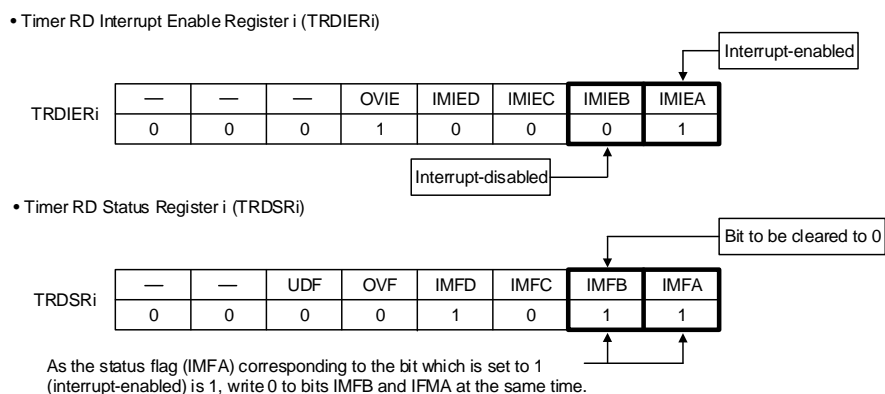 • Timer RD Interrupt Enable Register i (TRDIERi)
Interrupt-enabled
TRDIERi
— — — OVIE IMIED IMIEC IMIEB IMIEA
0 0 0 1 0 0 0 1
Interrupt-disabled
• Timer RD Status Register i (TRDSRi)
Bit to be cleared to 0
TRDSRi
— — UDF OVF IMFD IMFC IMFB IMFA
0 0 0 0 1 0 1 1
As the status flag (IMFA) corresponding to the bit which is set to 1
(interrupt-enabled) is 1, write 0 to bits IMFB and IFMA at the same time.